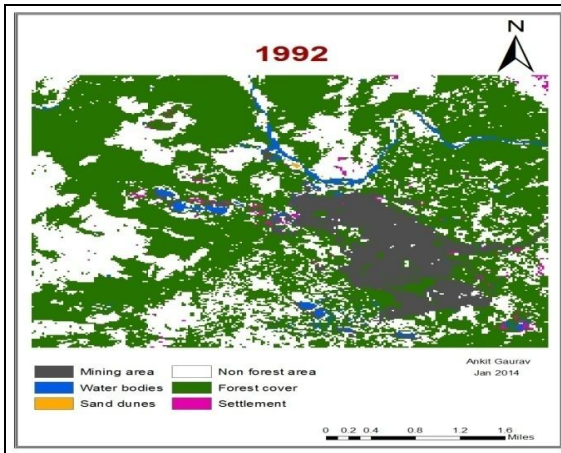 N
1992
Mining area
Non forest area
Water bodies
Forest cover
Sand dunes
Settlement
Ankit Gaurav
Jan 2014
0 0.2 0.4 0.8 1.2 1.6
Miles